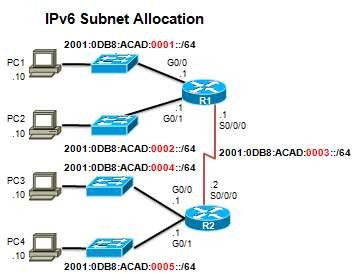 IPv6 Subnet Allocation
2001:0DB8:ACAD:0001::/64
PC1
.10
G0/0
.1
R1
PC2
.10
.1
G0/1
.1
S0/0/0
2001:0DB8:ACAD:0002::/64
2001:0DB8:ACAD:0003::/64
2001:0DB8:ACAD:0004::/64
PC3
.10
G0/0
.1
.2
S0/0/0
R2
PC4
.10
.1
G0/1
2001:0DB8:ACAD:0005::/64